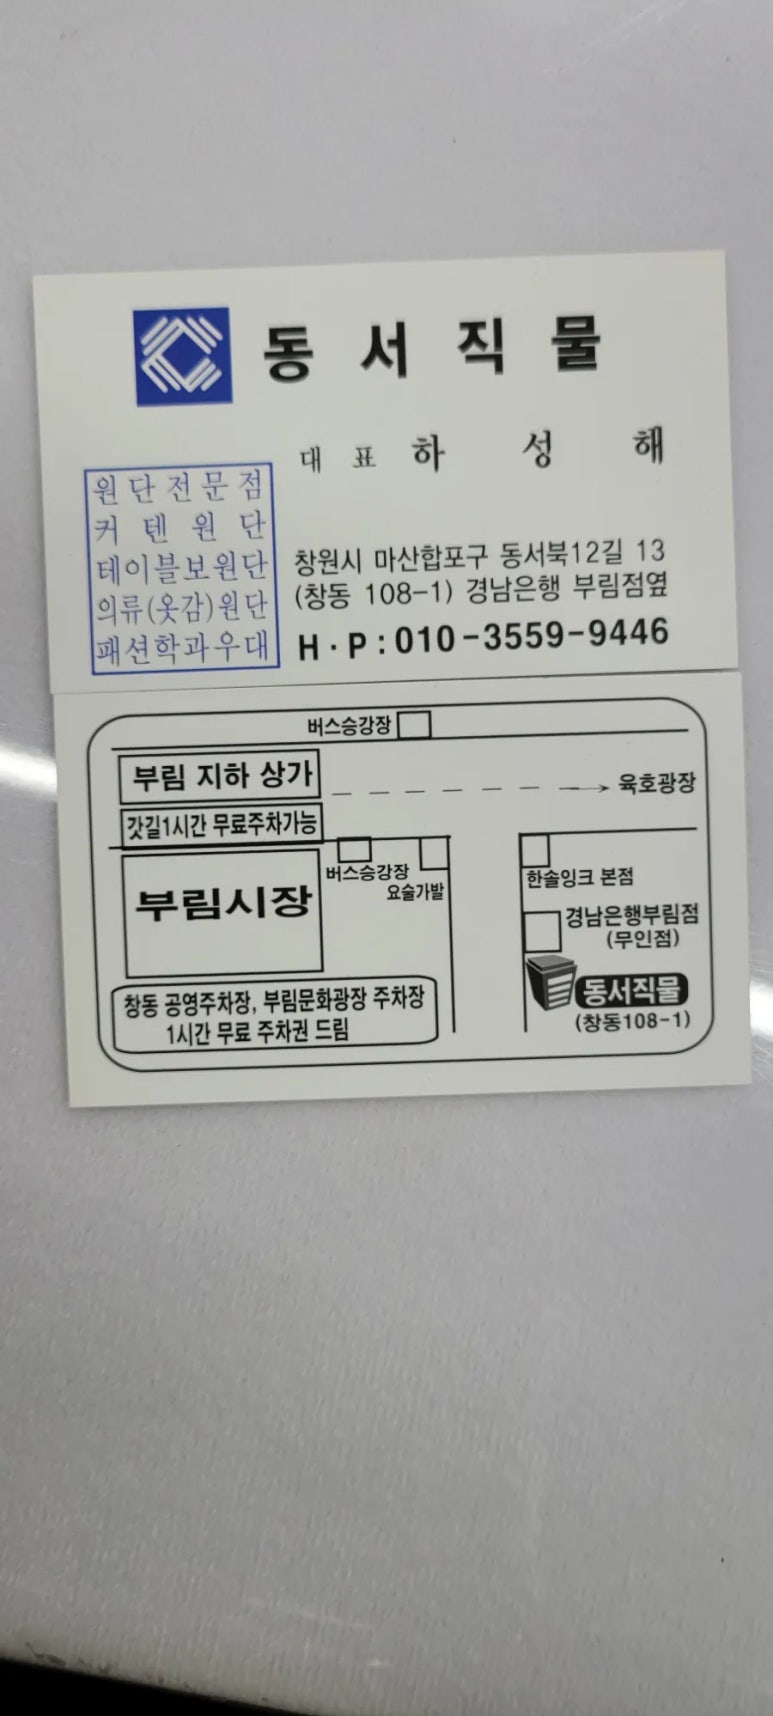 동서직물
대표 하성해
원단전문점
커텐원단
테이블보원단
의류(옷감)원단
패션학과우대
창원시 마산합포구 동서북12길 13
(창동 108-1) 경남은행 부림점옆
H·P:010-3559-9446
버스승강장
부림 지하 상가
육호광장
갓길1시간 무료주차가능
버스승강장
요술가발
한솔잉크 본점
부림시장
경남은행부림점
(무인점)
동서직물
(창동108-1)
창동 공영주차장, 부림문화광장 주차장
1시간 무료 주차권 드림